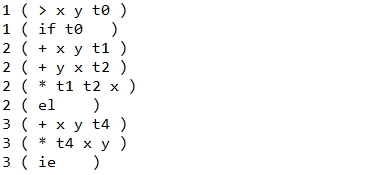 1 ( > x y t0 )
1 ( if t0   )
2 ( + x y t1 )
2 ( + y x t2 )
2 ( * t1 t2 x )
2 ( el    )
3 ( + x y t4 )
3 ( * t4 x y )
3 ( ie    )